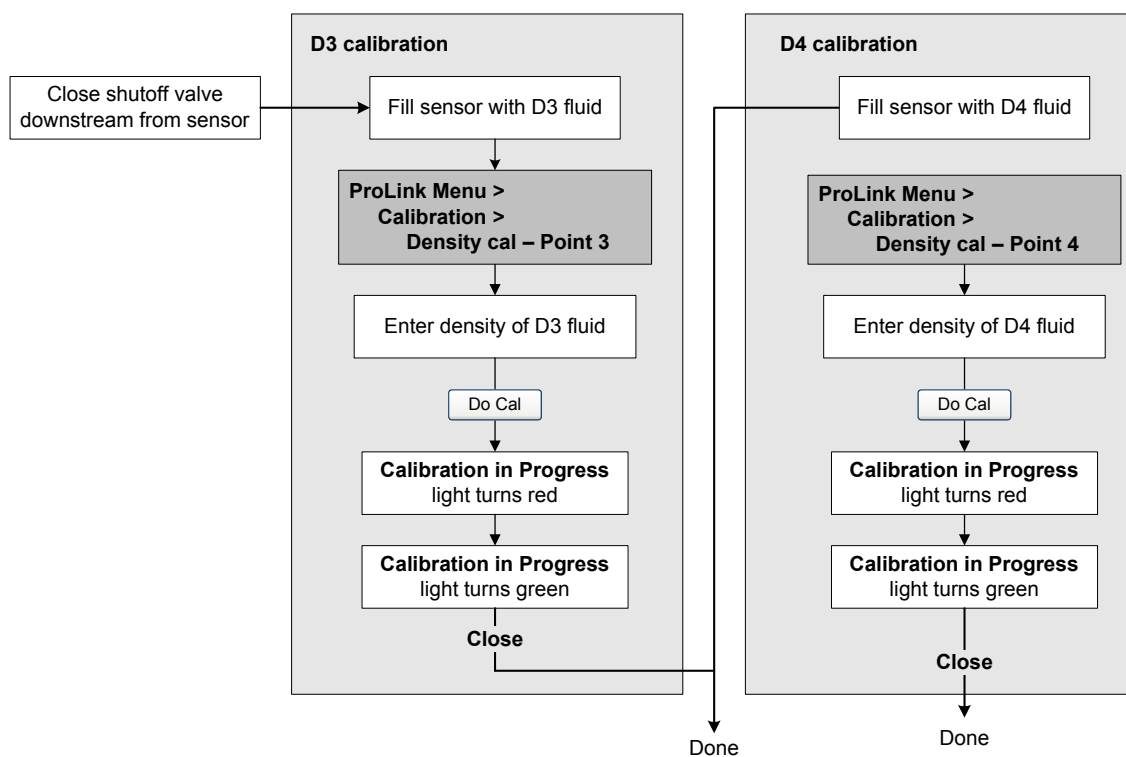 Close shutoff valve
downstream from sensor
D3 calibration
Fill sensor with D3 fluid
ProLink Menu >
Calibration >
Density cal – Point 3
Enter density of D3 fluid
Do Cal
Calibration in Progress
light turns red
Calibration in Progress
light turns green
Close
Done
D4 calibration
Fill sensor with D4 fluid
ProLink Menu >
Calibration >
Density cal – Point 4
Enter density of D4 fluid
Do Cal
Calibration in Progress
light turns red
Calibration in Progress
light turns green
Close
Done